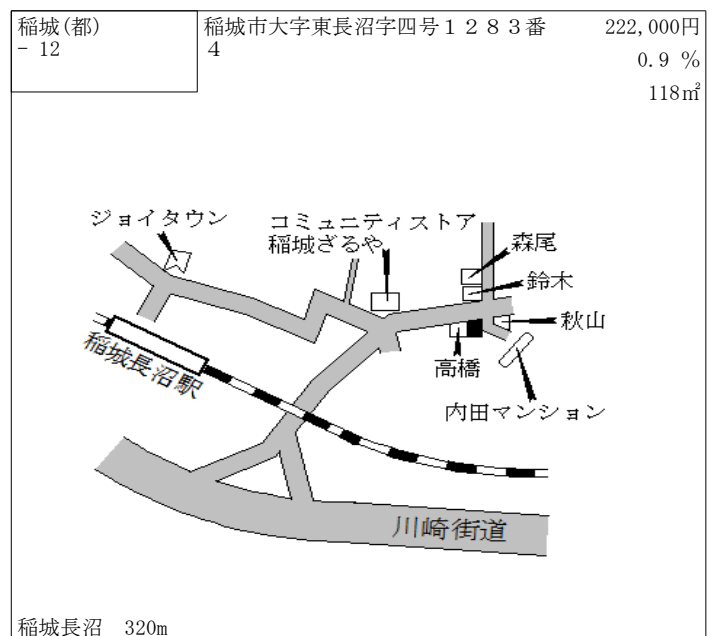 稲城(都)
- 12
稲城市大字東長沼字四号１２８３番
4
222,000円
0.9 %
118㎡
ジョイタウン
コミュニティストア
稲城ざるや
森尾
鈴木
秋山
高橋
内田マンション
稲城長沼駅
川崎街道
稲城長沼　320m